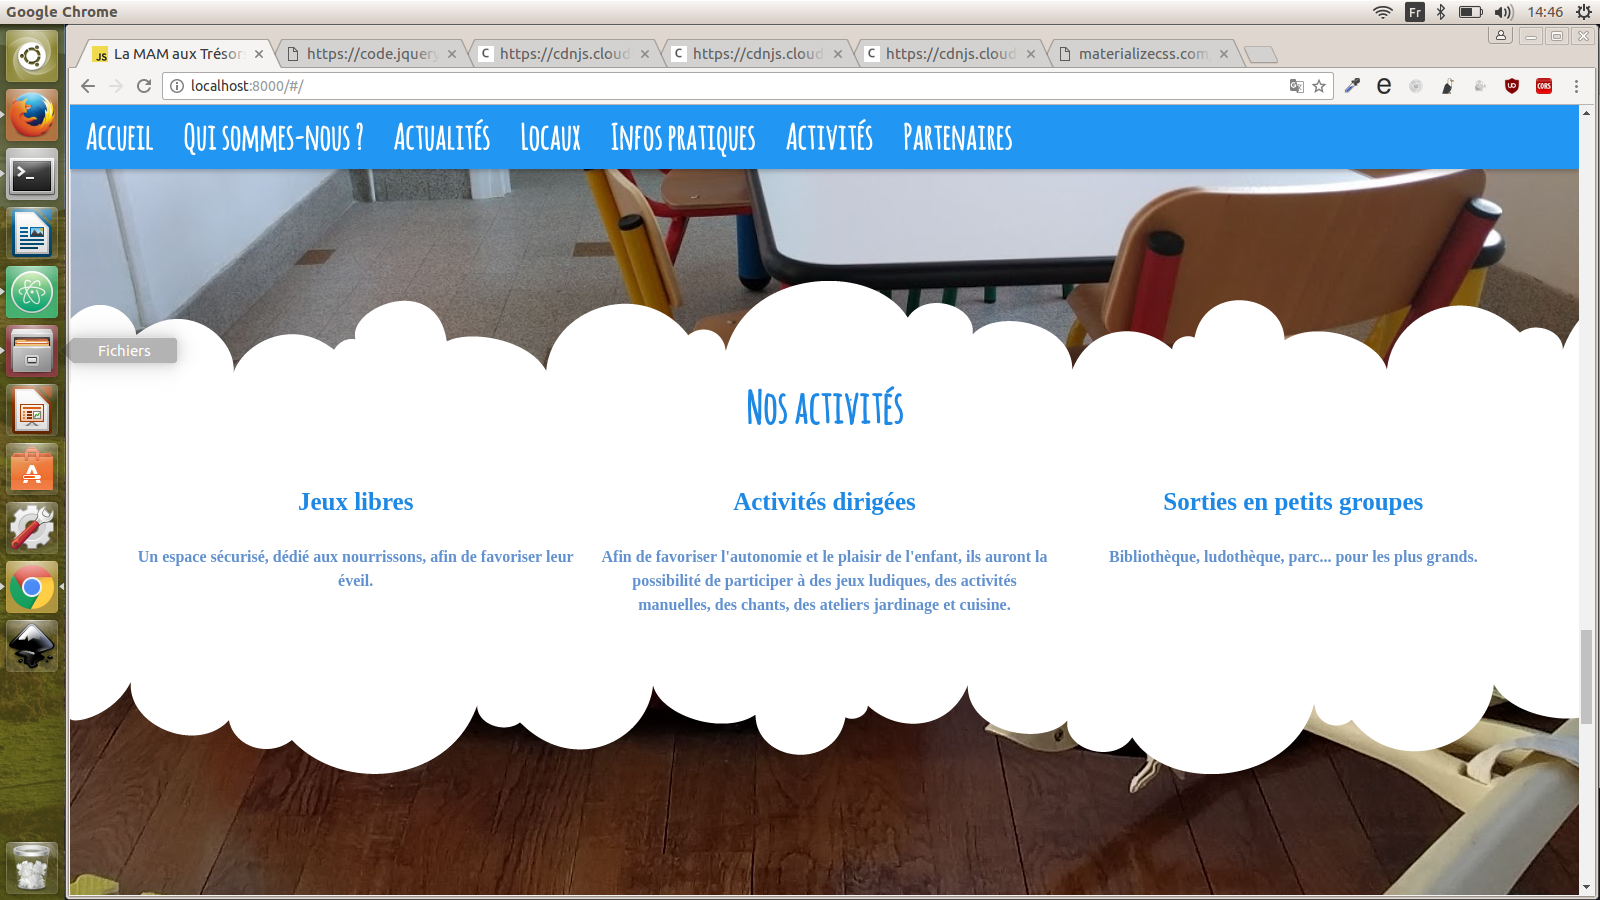 Google Chrome
Fr
14:46
La MAM aux Trésors
https://code.jquery
https://cdnjs.cloud
https://cdnjs.cloud
https://cdnjs.cloud
materializecss.com
localhost:8000/#/
CORS
Accueil Qui sommes-nous ? Actualités Locaux Infos pratiques Activités Partenaires
Fichiers
Nos activités
Jeux libres
Un espace sécurisé, dédié aux nourrissons, afin de favoriser leur
éveil.
Activités dirigées
Afin de favoriser l'autonomie et le plaisir de l'enfant, ils auront la
possibilité de participer à des jeux ludiques, des activités
manuelles, des chants, des ateliers jardinage et cuisine.
Sorties en petits groupes
Bibliothèque, ludothèque, parc... pour les plus grands.